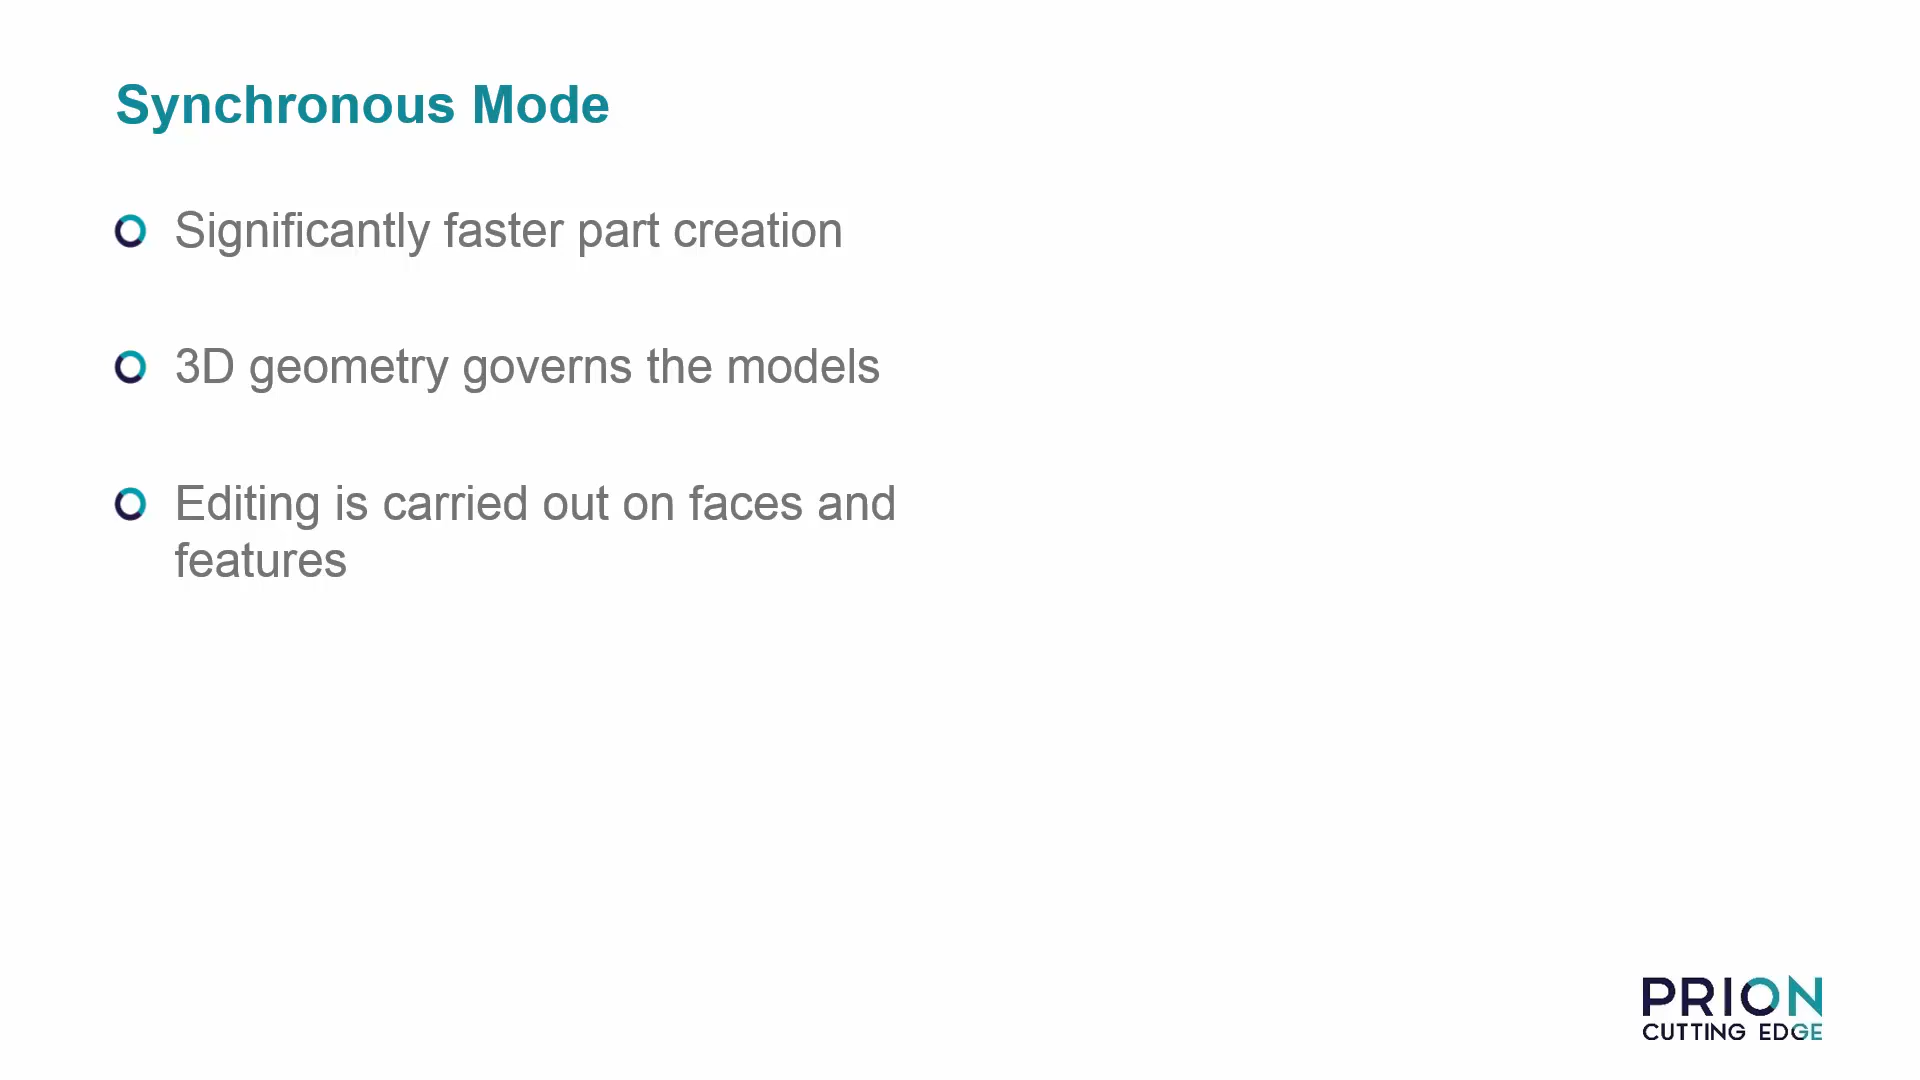 Synchronous Mode
Significantly faster part creation
3D geometry governs the models
Editing is carried out on faces and
features
PRION
CUTTING EDGE